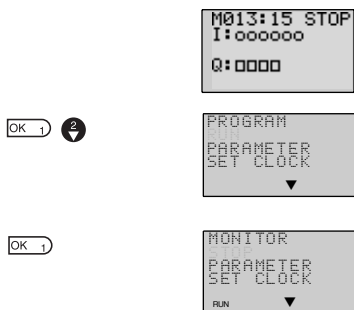 M013:15 STOP
I:oooooo
Q:□□□□
OK 1
2
PROGRAM
RUN
PARAMETER
SET CLOCK
▼
OK 1
MONITOR
STOP
PARAMETER
SET CLOCK
RUN ▼